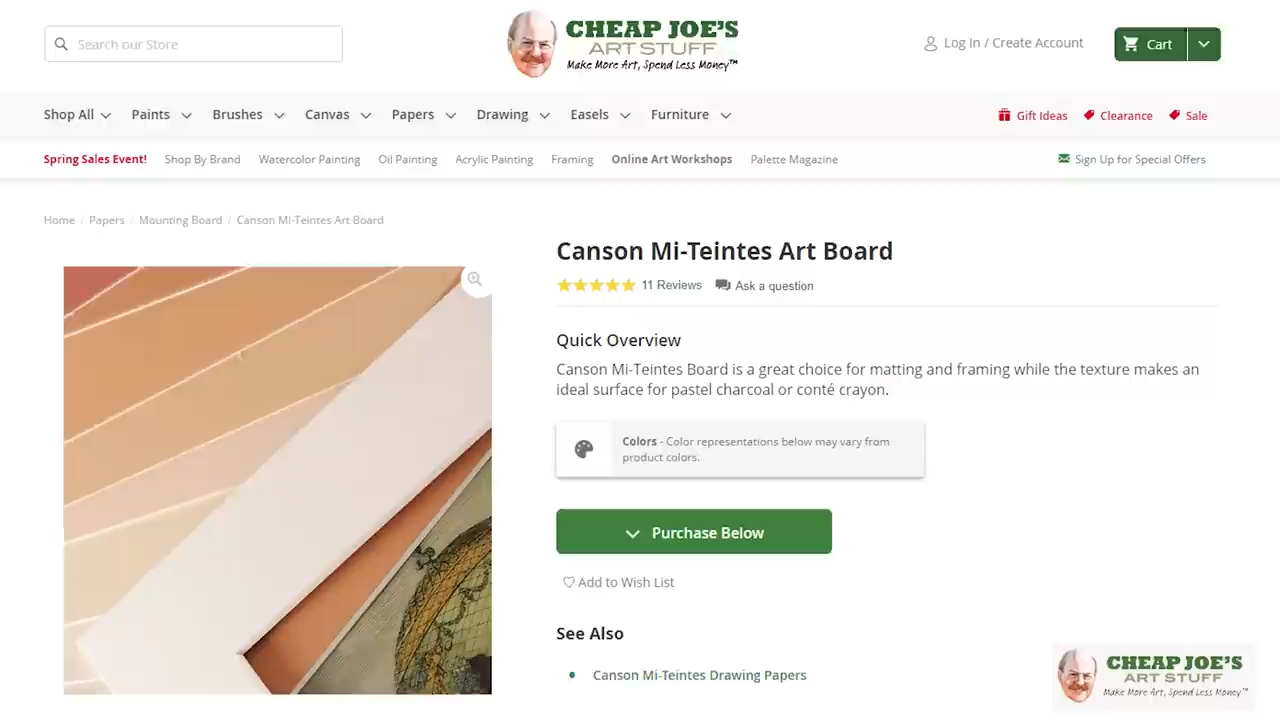 Search our Store
CHEAP JOE'S
ART STUFF
Make More Art, Spend Less Money™
Log In / Create Account
Cart
Shop All
Paints
Brushes
Canvas
Papers
Drawing
Easels
Furniture
Gift Ideas
Clearance
Sale
Spring Sales Event!
Shop By Brand
Watercolor Painting
Oil Painting
Acrylic Painting
Framing
Online Art Workshops
Palette Magazine
Sign Up for Special Offers
Home / Papers / Mounting Board / Canson Mi-Teintes Art Board
Canson Mi-Teintes Art Board
11 Reviews
Ask a question
Quick Overview
Canson Mi-Teintes Board is a great choice for matting and framing while the texture makes an
ideal surface for pastel charcoal or conté crayon.
Colors - Color representations below may vary from
product colors.
Purchase Below
Add to Wish List
See Also
Canson Mi-Teintes Drawing Papers
CHEAP JOE'S
ART STUFF
Make More Art, Spend Less Money™